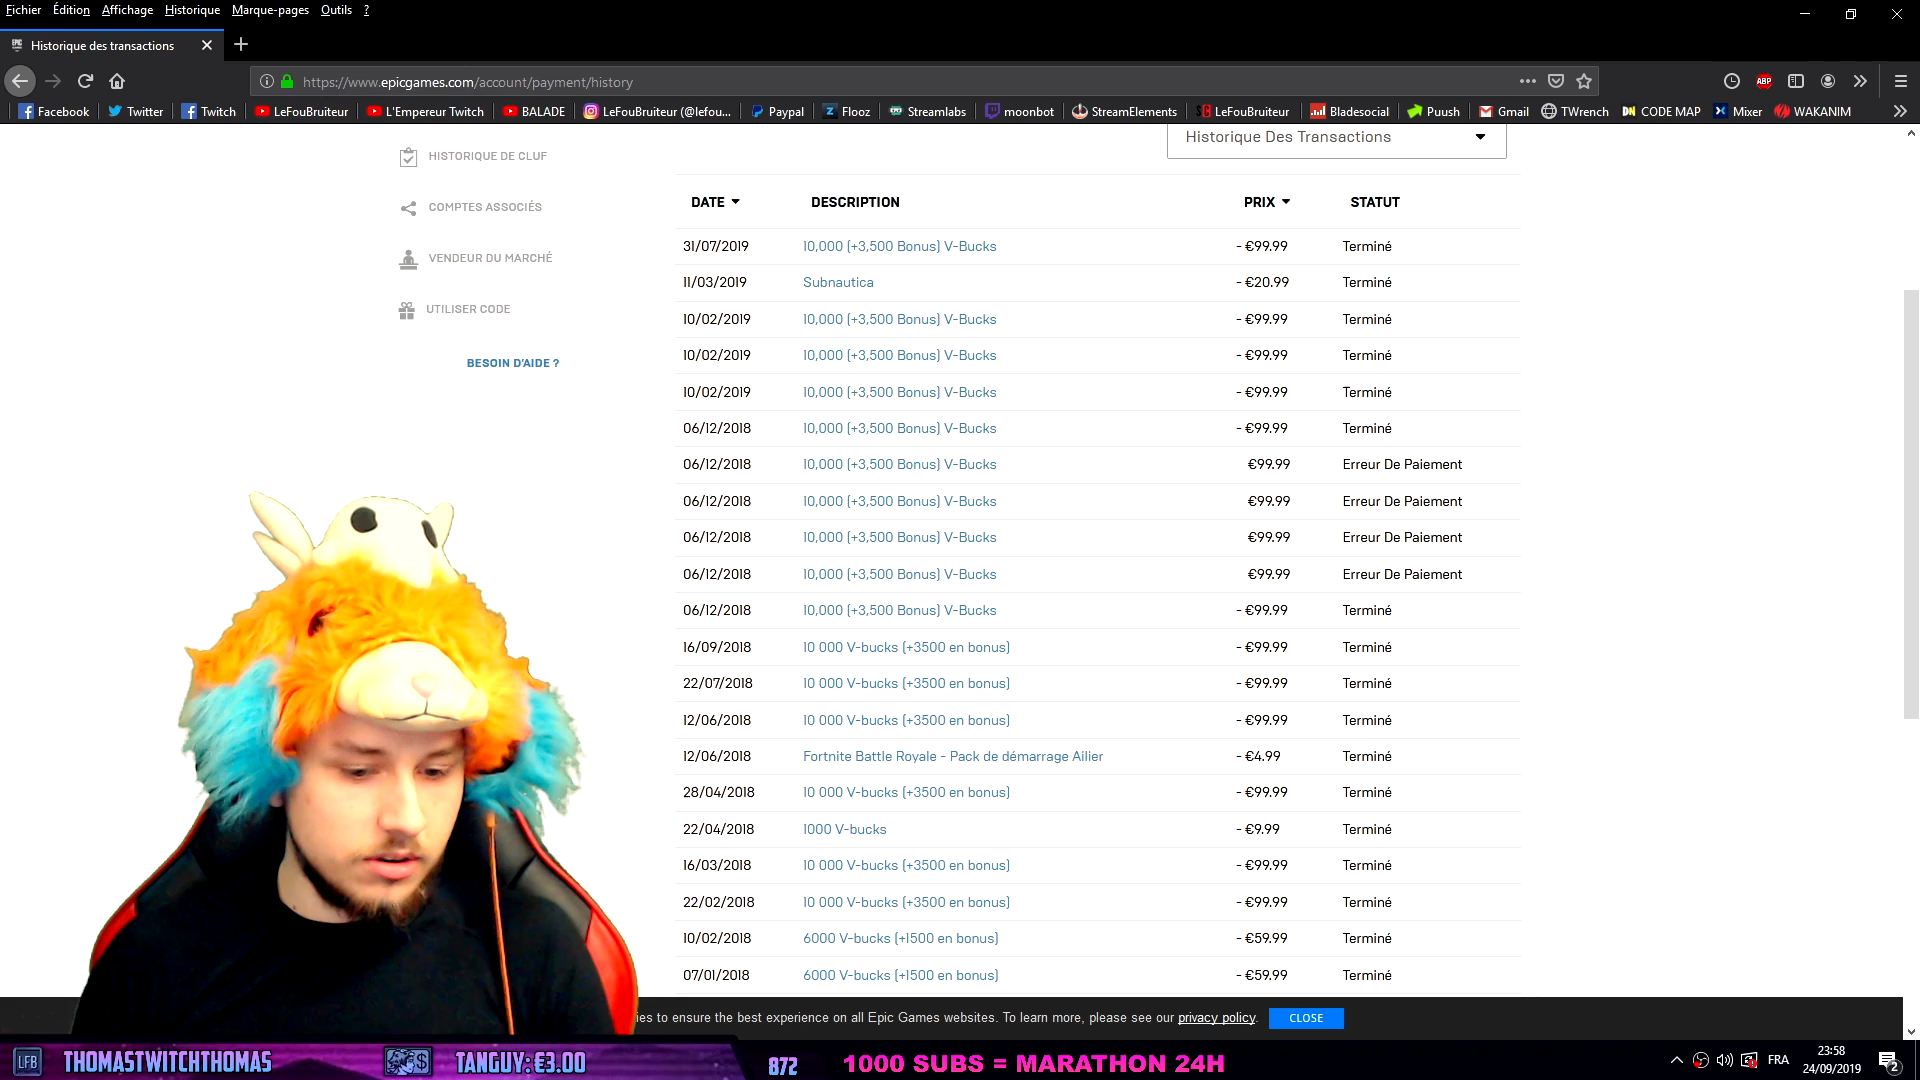 Fichier Édition Affichage Historique Marque-pages Outils ?
Historique des transactions
https://www.epicgames.com/account/payment/history
Facebook Twitter Twitch LeFouBruiteur L'Empereur Twitch BALADE LeFouBruiteur (@lefou... Paypal Flooz Streamlabs moonbot StreamElements LeFouBruiteur Bladesocial Puush Gmail TWrench CODE MAP Mixer WAKANIM
Historique Des Transactions
HISTORIQUE DE CLUF
COMPTES ASSOCIÉS
VENDEUR DU MARCHÉ
UTILISER CODE
BESOIN D'AIDE ?
DATE DESCRIPTION PRIX STATUT
31/07/2019 10,000 (+3,500 Bonus) V-Bucks - €99.99 Terminé
11/03/2019 Subnautica - €20.99 Terminé
10/02/2019 10,000 (+3,500 Bonus) V-Bucks - €99.99 Terminé
10/02/2019 10,000 (+3,500 Bonus) V-Bucks - €99.99 Terminé
10/02/2019 10,000 (+3,500 Bonus) V-Bucks - €99.99 Terminé
06/12/2018 10,000 (+3,500 Bonus) V-Bucks - €99.99 Terminé
06/12/2018 10,000 (+3,500 Bonus) V-Bucks €99.99 Erreur De Paiement
06/12/2018 10,000 (+3,500 Bonus) V-Bucks €99.99 Erreur De Paiement
06/12/2018 10,000 (+3,500 Bonus) V-Bucks €99.99 Erreur De Paiement
06/12/2018 10,000 (+3,500 Bonus) V-Bucks €99.99 Erreur De Paiement
06/12/2018 10,000 (+3,500 Bonus) V-Bucks - €99.99 Terminé
16/09/2018 10 000 V-bucks (+3500 en bonus) - €99.99 Terminé
22/07/2018 10 000 V-bucks (+3500 en bonus) - €99.99 Terminé
12/06/2018 10 000 V-bucks (+3500 en bonus) - €99.99 Terminé
12/06/2018 Fortnite Battle Royale - Pack de démarrage Ailier - €4.99 Terminé
28/04/2018 10 000 V-bucks (+3500 en bonus) - €99.99 Terminé
22/04/2018 1000 V-bucks - €9.99 Terminé
16/03/2018 10 000 V-bucks (+3500 en bonus) - €99.99 Terminé
22/02/2018 10 000 V-bucks (+3500 en bonus) - €99.99 Terminé
10/02/2018 6000 V-bucks (+1500 en bonus) - €59.99 Terminé
07/01/2018 6000 V-bucks (+1500 en bonus) - €59.99 Terminé
ies to ensure the best experience on all Epic Games websites. To learn more, please see our privacy policy. CLOSE
LFB THOMASTWITCHTHOMAS TANGUY: €3.00 872 1000 SUBS = MARATHON 24H
FRA 23:58
24/09/2019 2